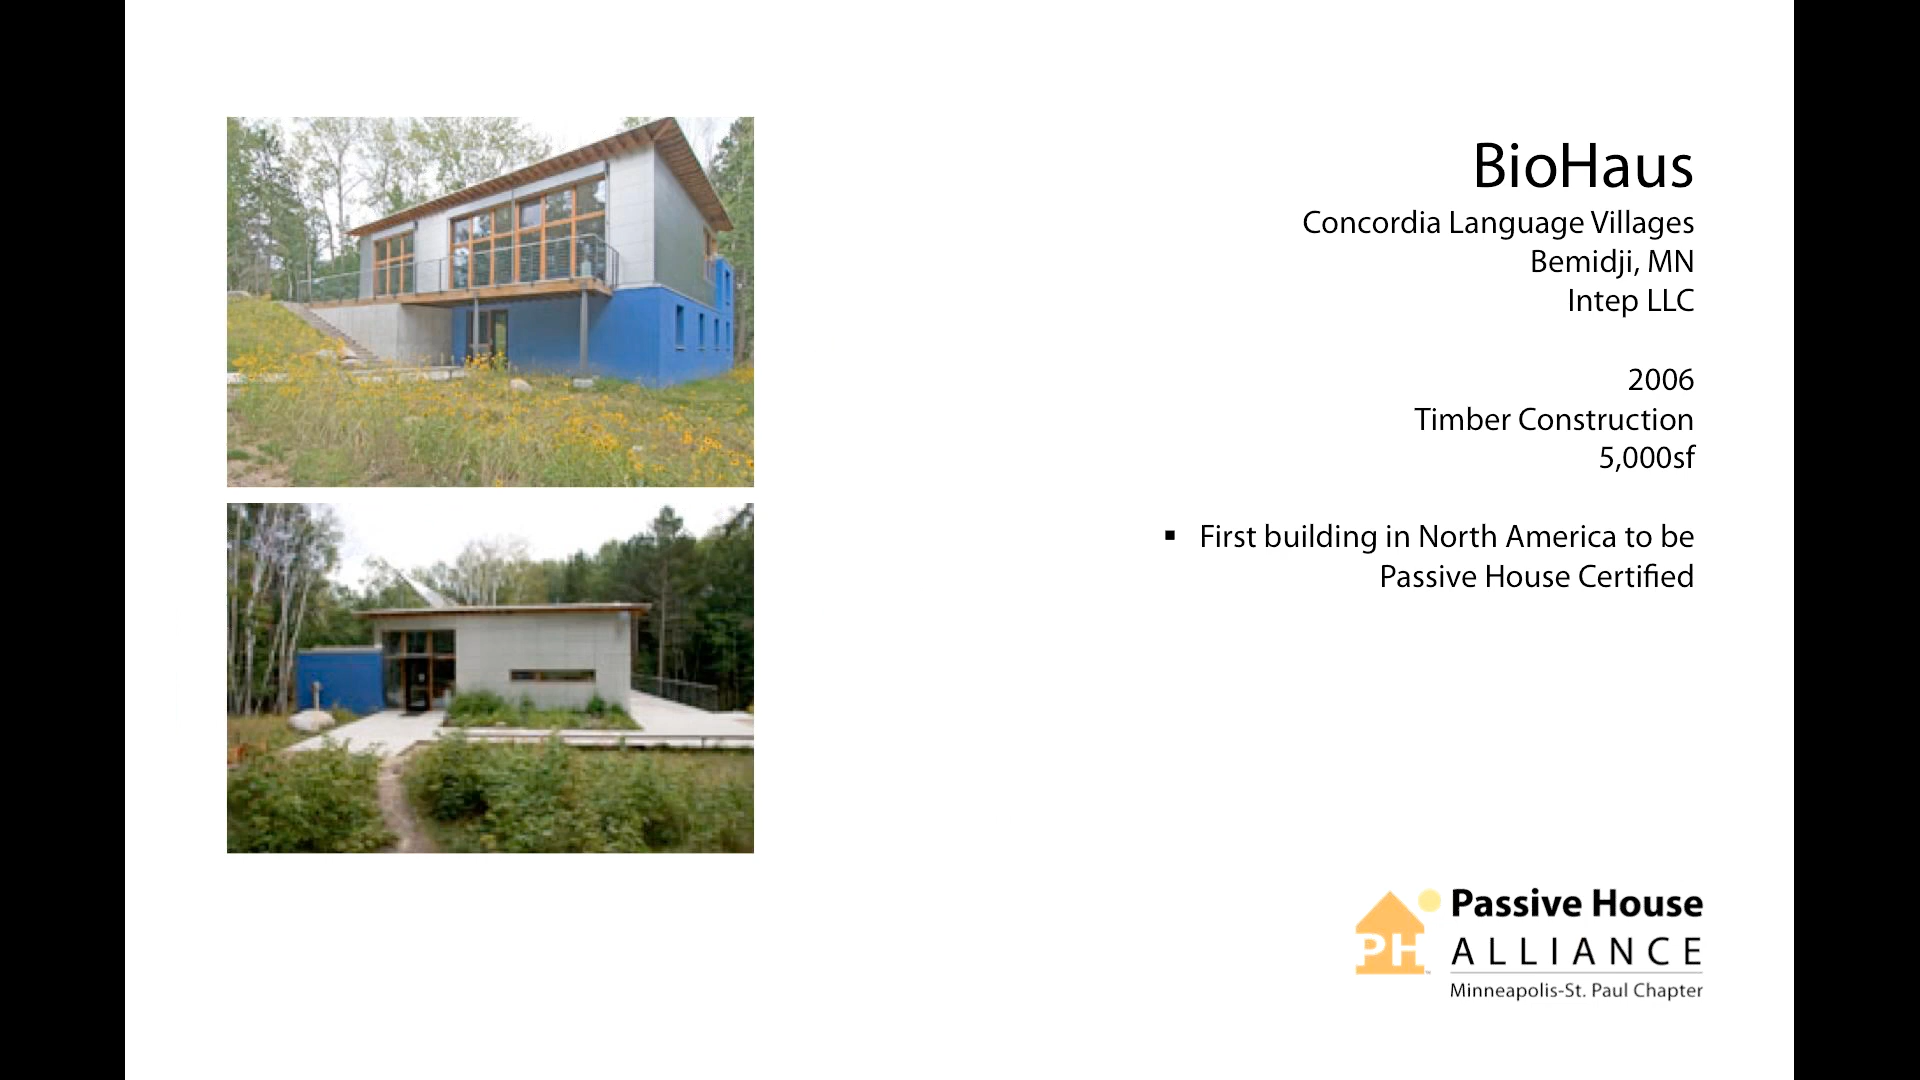 BioHaus
Concordia Language Villages
Bemidji, MN
Intep LLC
2006
Timber Construction
5,000sf
▪ First building in North America to be
Passive House Certified
PH
Passive House
ALLIANCE
Minneapolis-St. Paul Chapter